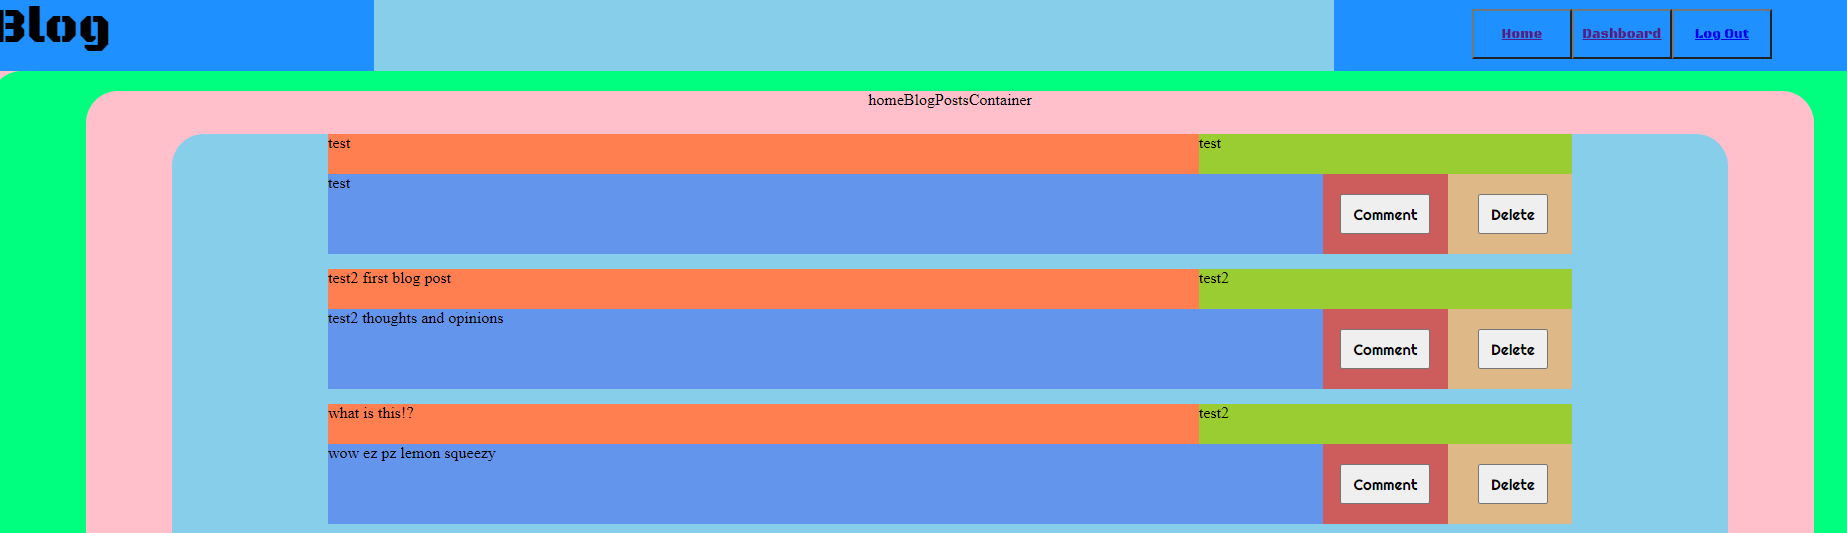 Blog
Home Dashboard Log Out
homeBlogPostsContainer
test test
test
Comment Delete
test2 first blog post test2
test2 thoughts and opinions
Comment Delete
what is this!? test2
wow ez pz lemon squeezy
Comment Delete